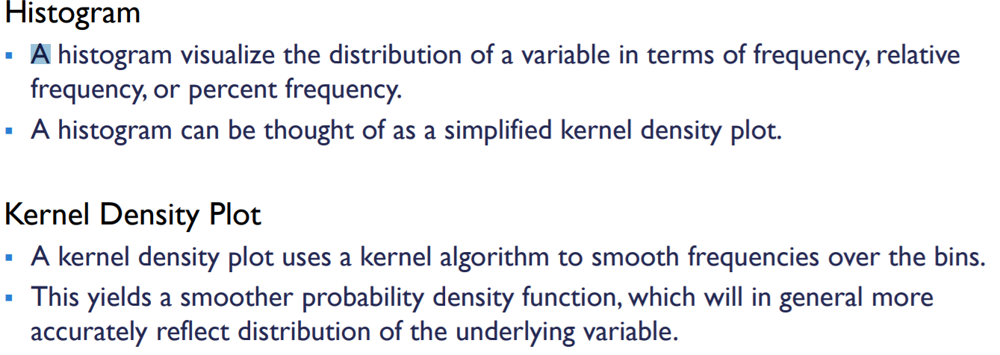 Histogram
▪ A histogram visualize the distribution of a variable in terms of frequency, relative
frequency, or percent frequency.
▪ A histogram can be thought of as a simplified kernel density plot.
Kernel Density Plot
▪ A kernel density plot uses a kernel algorithm to smooth frequencies over the bins.
▪ This yields a smoother probability density function, which will in general more
accurately reflect distribution of the underlying variable.